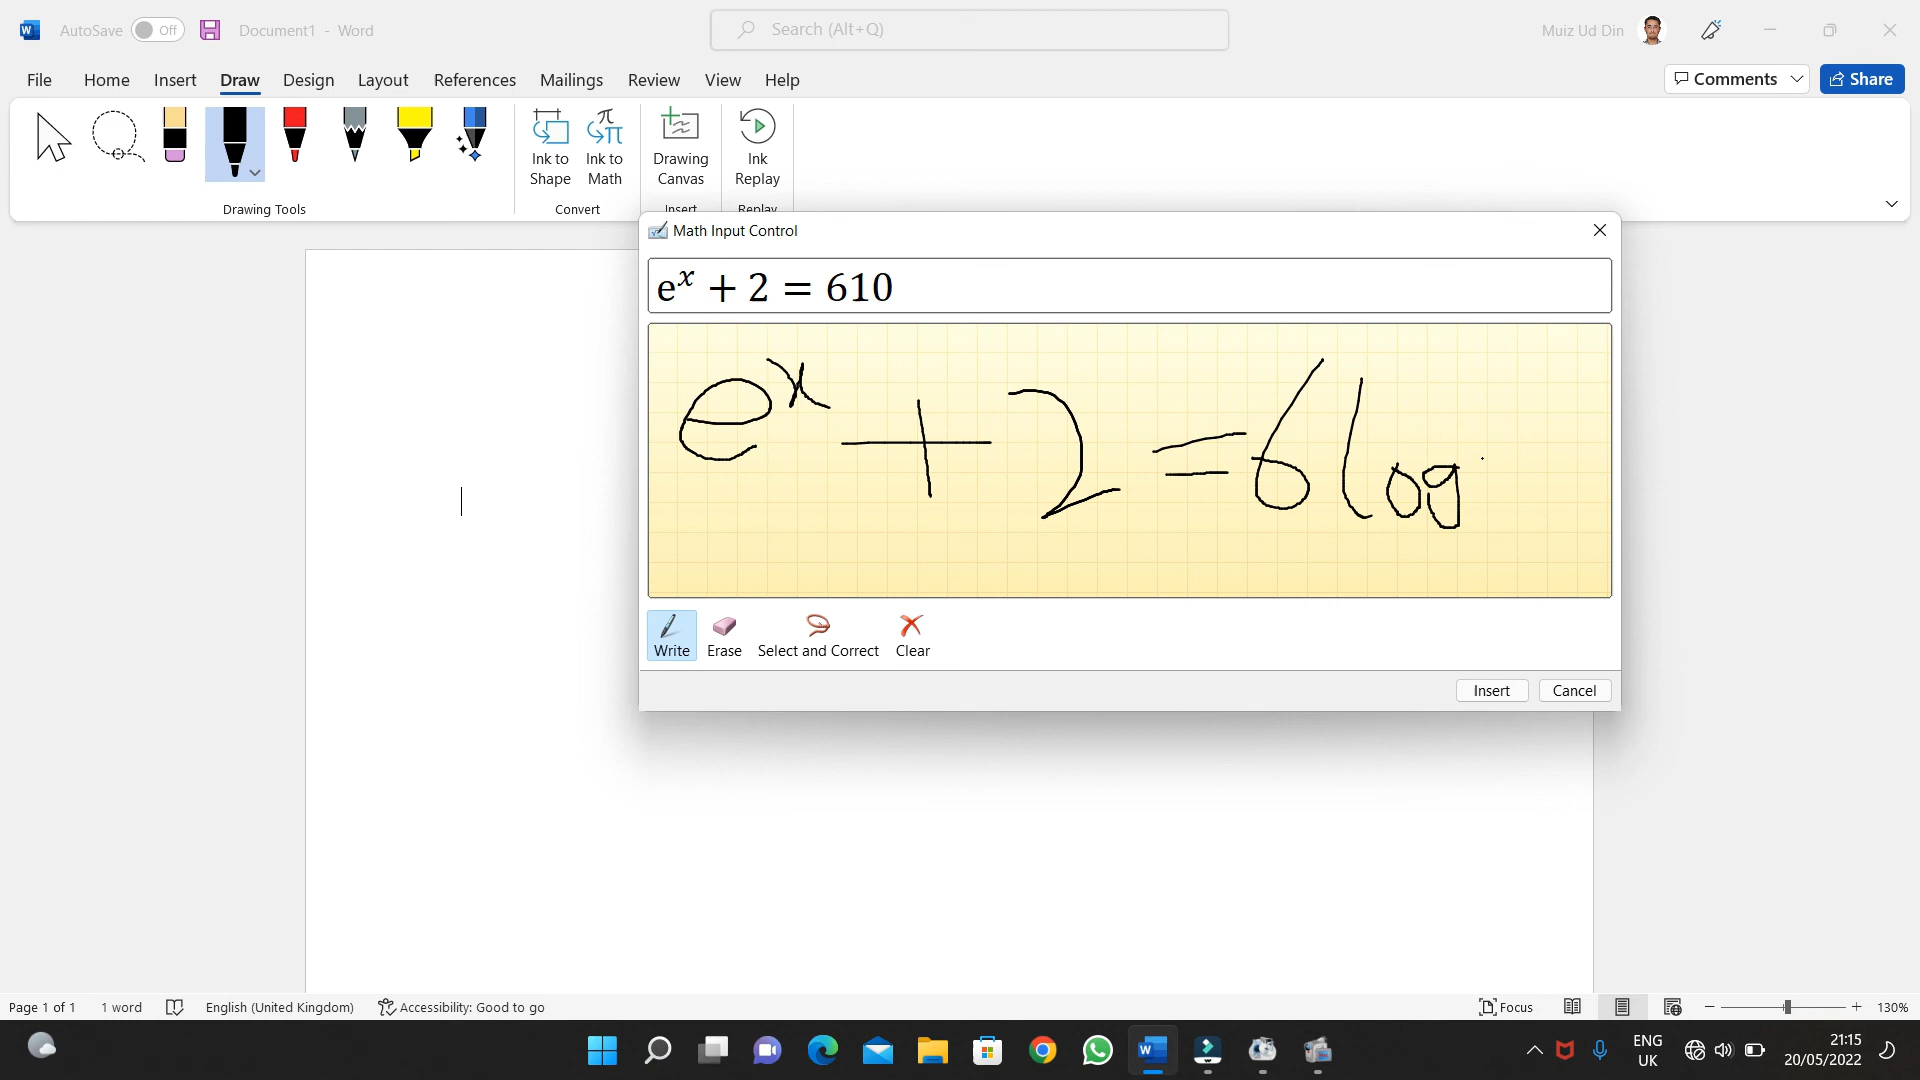 AutoSave Off Document1 - Word Search (Alt+Q) Muiz Ud Din
File Home Insert Draw Design Layout References Mailings Review View Help Comments Share
Ink to Shape Ink to Math Drawing Canvas Ink Replay
Drawing Tools Convert Insert Replay
Math Input Control
eˣ + 2 = 610
eˣ + 2 = 6log
Write Erase Select and Correct Clear
Insert Cancel
Page 1 of 1 1 word English (United Kingdom) Accessibility: Good to go Focus 130%
ENG 21:15
UK 20/05/2022